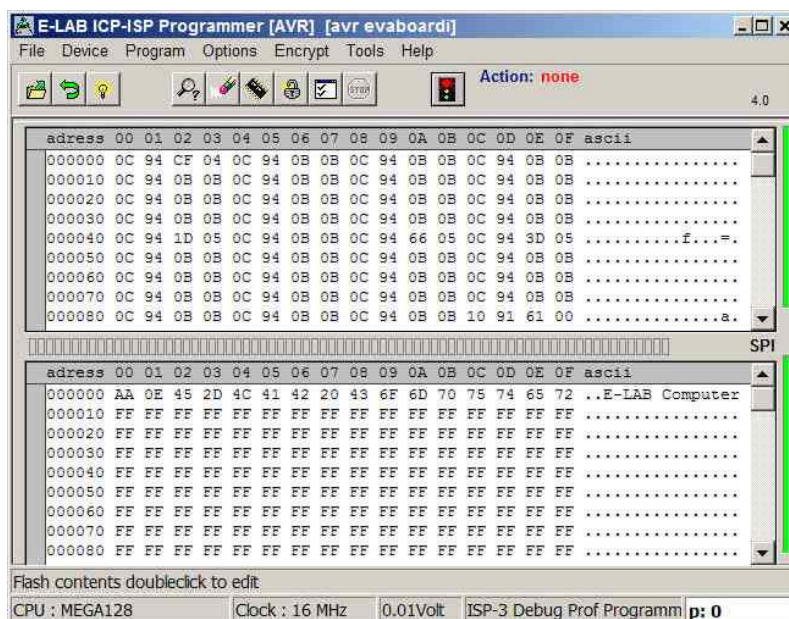 E-LAB ICP-ISP Programmer [AVR] [avr evaboardi]
File Device Program Options Encrypt Tools Help
STOP
Action: none
4.0
adress 00 01 02 03 04 05 06 07 08 09 0A 0B 0C 0D 0E 0F ascii
000000 0C 94 CF 04 0C 94 0B 0B 0C 94 0B 0B 0C 94 0B 0B ................
000010 0C 94 0B 0B 0C 94 0B 0B 0C 94 0B 0B 0C 94 0B 0B ................
000020 0C 94 0B 0B 0C 94 0B 0B 0C 94 0B 0B 0C 94 0B 0B ................
000030 0C 94 0B 0B 0C 94 0B 0B 0C 94 0B 0B 0C 94 0B 0B ................
000040 0C 94 1D 05 0C 94 0B 0B 0C 94 66 05 0C 94 3D 05 ..........f...=.
000050 0C 94 0B 0B 0C 94 0B 0B 0C 94 0B 0B 0C 94 0B 0B ................
000060 0C 94 0B 0B 0C 94 0B 0B 0C 94 0B 0B 0C 94 0B 0B ................
000070 0C 94 0B 0B 0C 94 0B 0B 0C 94 0B 0B 0C 94 0B 0B ................
000080 0C 94 0B 0B 0C 94 0B 0B 0C 94 0B 0B 10 91 61 00 ..............a.
SPI
adress 00 01 02 03 04 05 06 07 08 09 0A 0B 0C 0D 0E 0F ascii
000000 AA 0E 45 2D 4C 41 42 20 43 6F 6D 70 75 74 65 72 ..E-LAB Computer
000010 FF FF FF FF FF FF FF FF FF FF FF FF FF FF FF FF ................
000020 FF FF FF FF FF FF FF FF FF FF FF FF FF FF FF FF ................
000030 FF FF FF FF FF FF FF FF FF FF FF FF FF FF FF FF ................
000040 FF FF FF FF FF FF FF FF FF FF FF FF FF FF FF FF ................
000050 FF FF FF FF FF FF FF FF FF FF FF FF FF FF FF FF ................
000060 FF FF FF FF FF FF FF FF FF FF FF FF FF FF FF FF ................
000070 FF FF FF FF FF FF FF FF FF FF FF FF FF FF FF FF ................
000080 FF FF FF FF FF FF FF FF FF FF FF FF FF FF FF FF ................
Flash contents doubleclick to edit
CPU : MEGA128 Clock : 16 MHz 0.01Volt ISP-3 Debug Prof Programm p: 0